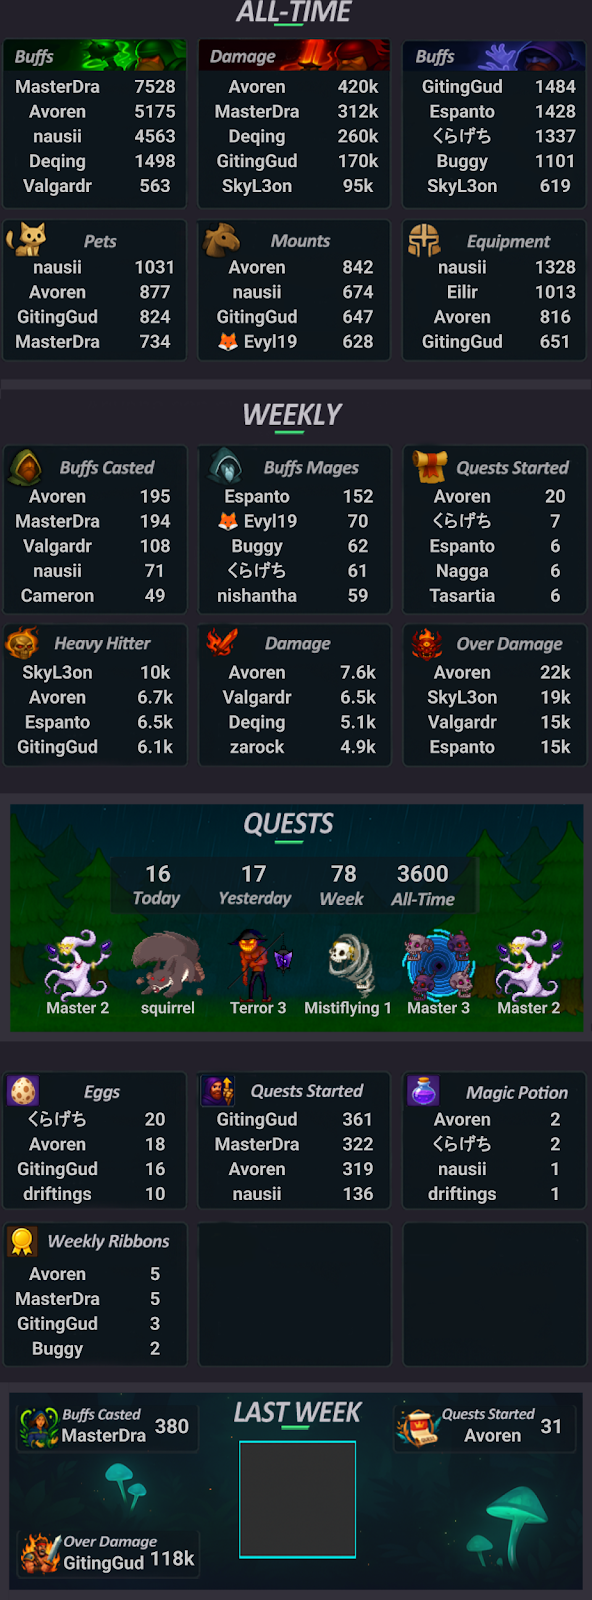 ALL-TIME
Buffs
MasterDra 7528
Avoren 5175
nausii 4563
Deqing 1498
Valgardr 563
Damage
Avoren 420k
MasterDra 312k
Deqing 260k
GitingGud 170k
SkyL3on 95k
Buffs
GitingGud 1484
Espanto 1428
くらげち 1337
Buggy 1101
SkyL3on 619
Pets
nausii 1031
Avoren 877
GitingGud 824
MasterDra 734
Mounts
Avoren 842
nausii 674
GitingGud 647
🦊 Evyl19 628
Equipment
nausii 1328
Eilir 1013
Avoren 816
GitingGud 651
WEEKLY
Buffs Casted
Avoren 195
MasterDra 194
Valgardr 108
nausii 71
Cameron 49
Buffs Mages
Espanto 152
🦊 Evyl19 70
Buggy 62
くらげち 61
nishantha 59
Quests Started
Avoren 20
くらげち 7
Espanto 6
Nagga 6
Tasartia 6
Heavy Hitter
SkyL3on 10k
Avoren 6.7k
Espanto 6.5k
GitingGud 6.1k
Damage
Avoren 7.6k
Valgardr 6.5k
Deqing 5.1k
zarock 4.9k
Over Damage
Avoren 22k
SkyL3on 19k
Valgardr 15k
Espanto 15k
QUESTS
16 17 78 3600
Today Yesterday Week All-Time
Master 2 squirrel Terror 3 Mistiflying 1 Master 3 Master 2
Eggs
くらげち 20
Avoren 18
GitingGud 16
driftings 10
Quests Started
GitingGud 361
MasterDra 322
Avoren 319
nausii 136
Magic Potion
Avoren 2
くらげち 2
nausii 1
driftings 1
Weekly Ribbons
Avoren 5
MasterDra 5
GitingGud 3
Buggy 2
LAST WEEK
Buffs Casted
MasterDra 380
Quests Started
Avoren 31
Over Damage
GitingGud 118k